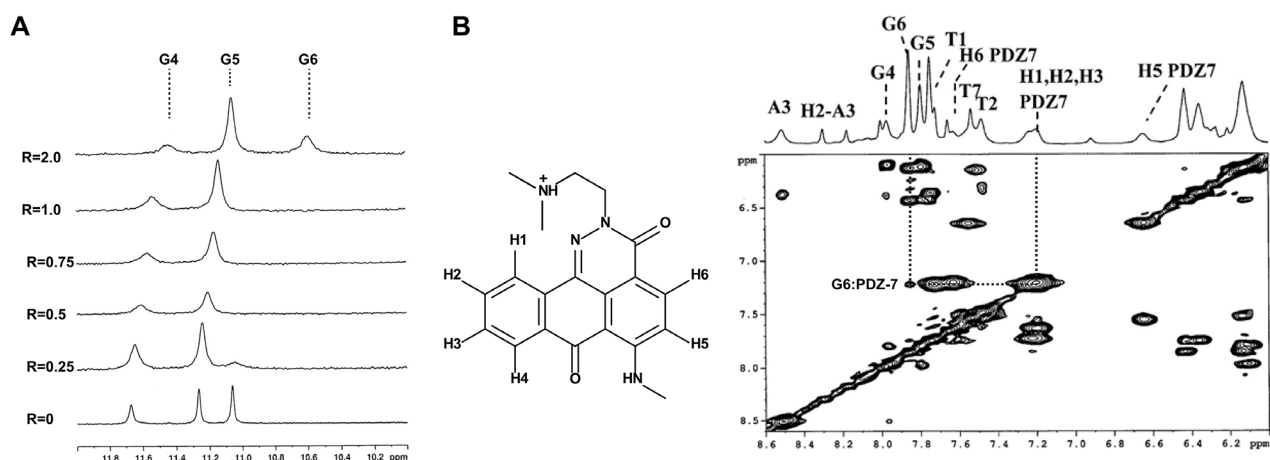 A
G4 G5 G6
R=2.0
R=1.0
R=0.75
R=0.5
R=0.25
R=0
11.8 11.6 11.4 11.2 11.0 10.8 10.6 10.4 10.2 ppm
B
+
NH
N
O
N
H1
H2
H6
H3
H5
H4
O
HN
G6
G5 T1
H6 PDZ7
G4
H1,H2,H3
PDZ7
H5 PDZ7
T7
T2
A3
H2-A3
ppm
6.5
7.0
G6:PDZ-7
7.5
8.0
8.5
8.6 8.4 8.2 8.0 7.8 7.6 7.4 7.2 7.0 6.8 6.6 6.4 6.2 ppm